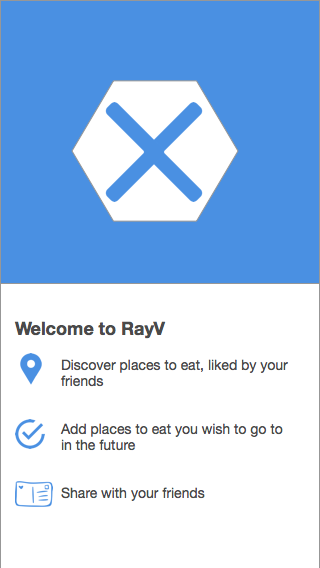 Welcome to RayV
Discover places to eat, liked by your
friends
Add places to eat you wish to go to
in the future
Share with your friends